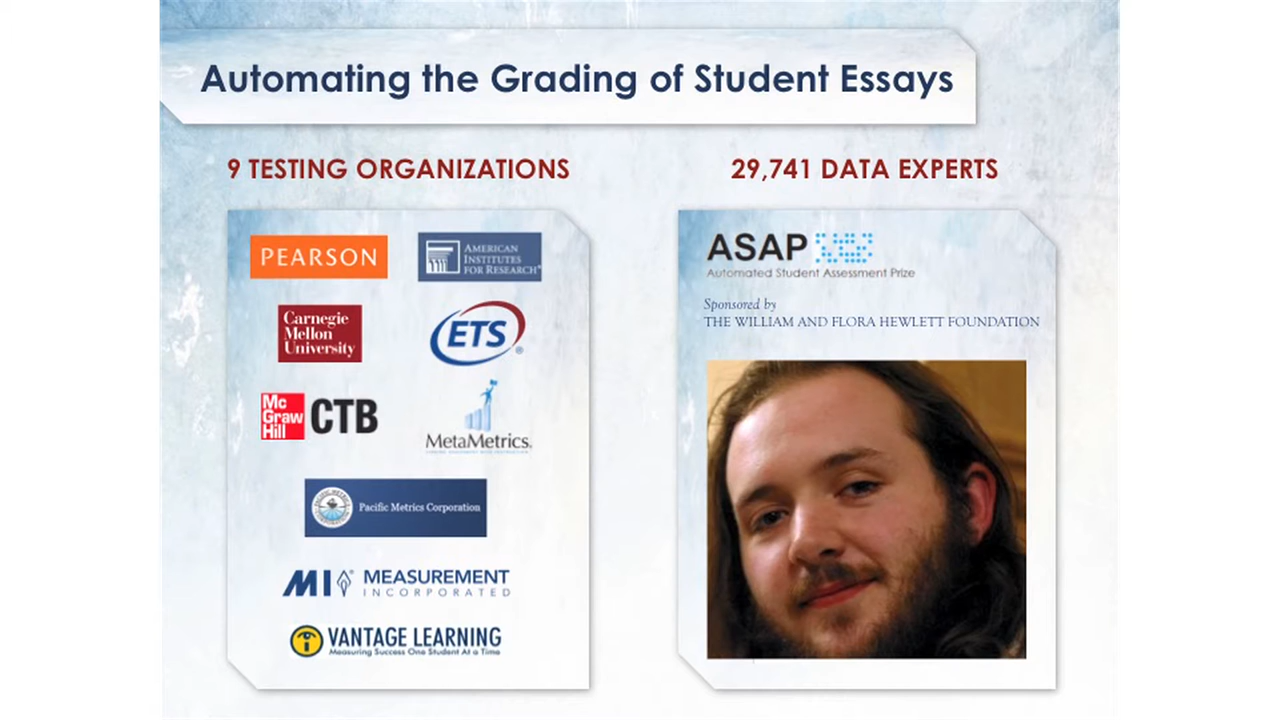 Automating the Grading of Student Essays
9 TESTING ORGANIZATIONS
PEARSON
AMERICAN
INSTITUTES
FOR RESEARCH®
Carnegie
Mellon
University
ETS®
Mc
Graw
Hill
CTB
MetaMetrics.
Pacific Metrics Corporation
MI® MEASUREMENT
INCORPORATED
VANTAGE LEARNING
Measuring Success One Student At a Time
29,741 DATA EXPERTS
ASAP
Automated Student Assessment Prize
Sponsored by
THE WILLIAM AND FLORA HEWLETT FOUNDATION